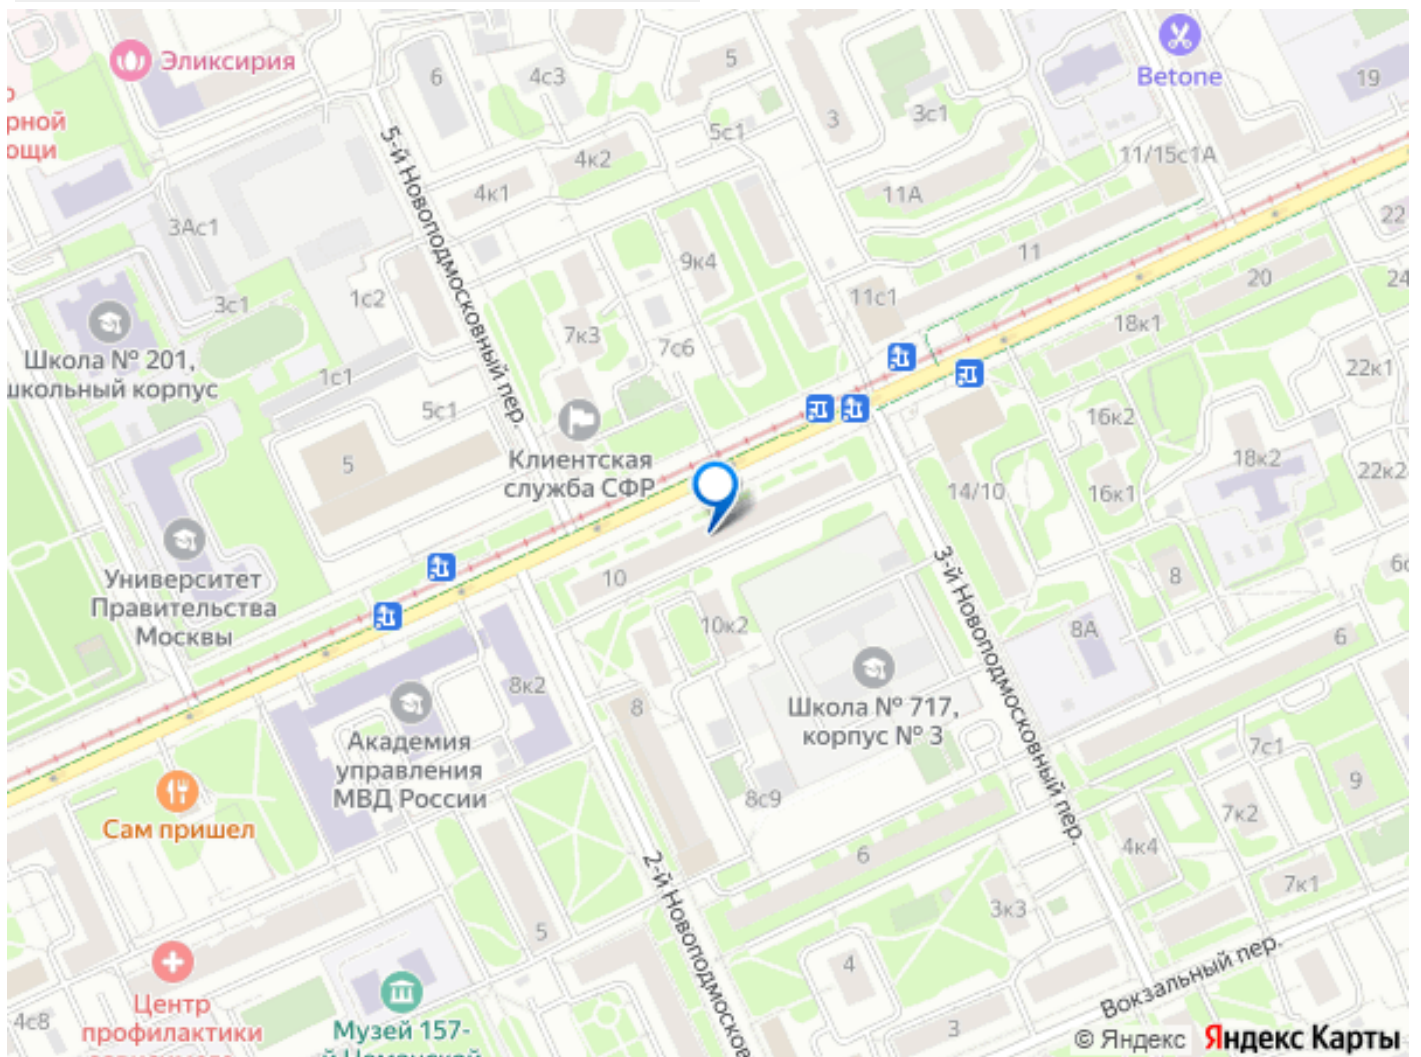 Эликсирия
6
4с3
5
Betone
19
рной
ощи
5-й Новоподмосковный пер.
4к2
5с1
3
3с1
11/15с1А
4к1
11А
22
3Ас1
9к4
11
20
24
3с1
1с2
11с1
18к1
Школа № 201,
школьный корпус
7к3
7с6
22к1
1с1
5с1
16к2
5
Клиентская
служба СФР
18к2
22к2
14/10
16к1
Университет
Правительства
Москвы
10
3-й Новоподмосковный пер.
8
10к2
8А
6
8к2
8
Школа № 717,
корпус № 3
Академия
управления
МВД России
7с1
9
8с9
7к2
Сам пришел
2-й Новоподмосков
6
4к4
7к1
5
3к3
4
Вокзальный пер.
Центр
профилактики
4с8
Музей 157-
3
© Яндекс Яндекс Карты